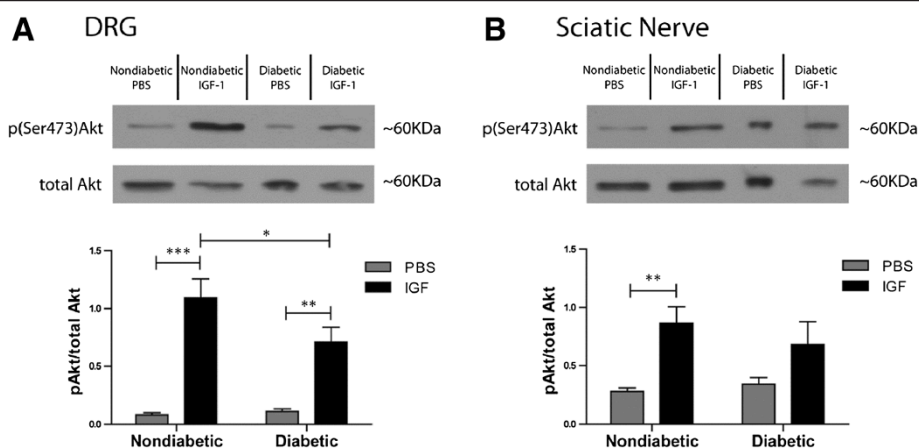 A DRG
Nondiabetic PBS
Nondiabetic IGF-1
Diabetic PBS
Diabetic IGF-1
p(Ser473)Akt ~60KDa
total Akt ~60KDa
pAkt/total Akt
1.5
1.0
0.5
0.0
***
*
**
PBS
IGF
Nondiabetic Diabetic
B Sciatic Nerve
Nondiabetic PBS
Nondiabetic IGF-1
Diabetic PBS
Diabetic IGF-1
p(Ser473)Akt ~60KDa
total Akt ~60KDa
pAkt/total Akt
1.5
1.0
0.5
0.0
**
PBS
IGF
Nondiabetic Diabetic